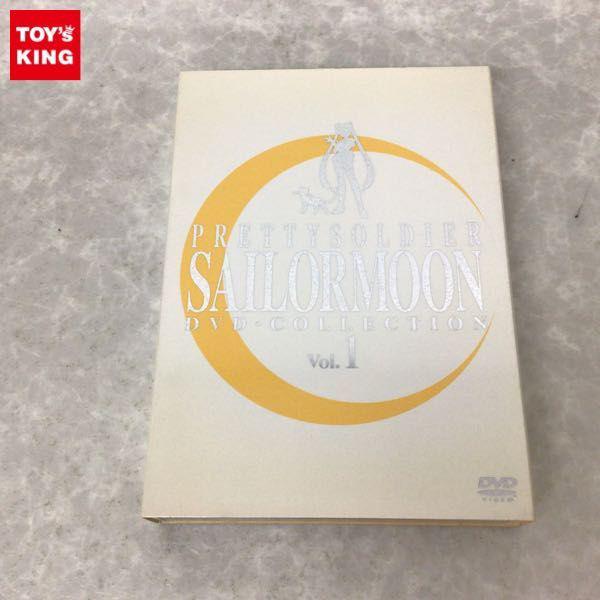 TOY's
KING
PRETTYSOLDIER
SAILORMOON
DVD·COLLECTION
Vol.1
DVD
VIDEO